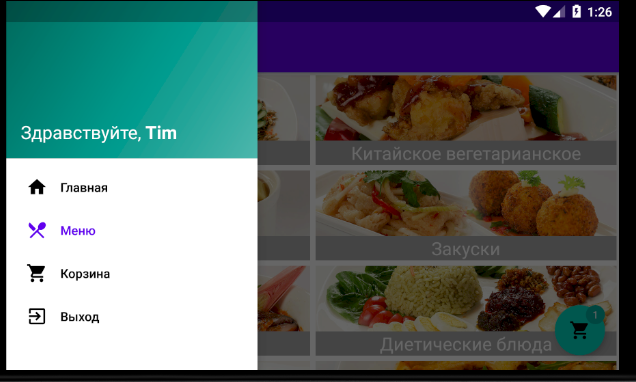 1:26
Здравствуйте, Tim
Главная
Меню
Корзина
Выход
Китайское вегетарианское
Закуски
Диетические блюда
1